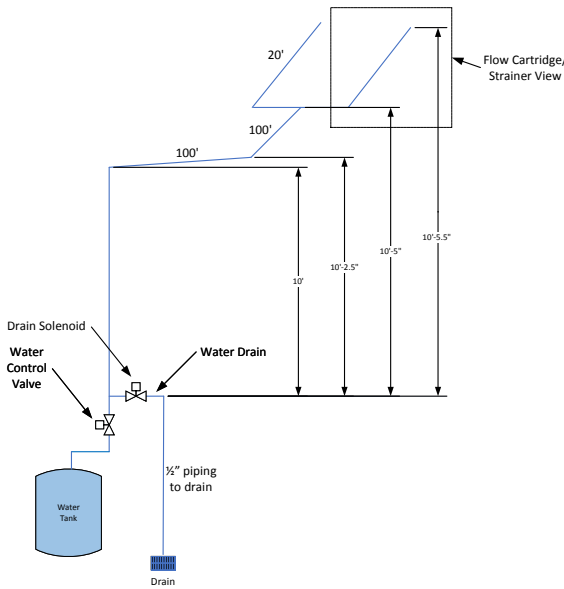 20'
Flow Cartridge/
Strainer View
100'
100'
10'-5.5"
10'-5"
10'-2.5"
10'
Drain Solenoid
Water
Control
Valve
Water Drain
½” piping
to drain
Water
Tank
Drain